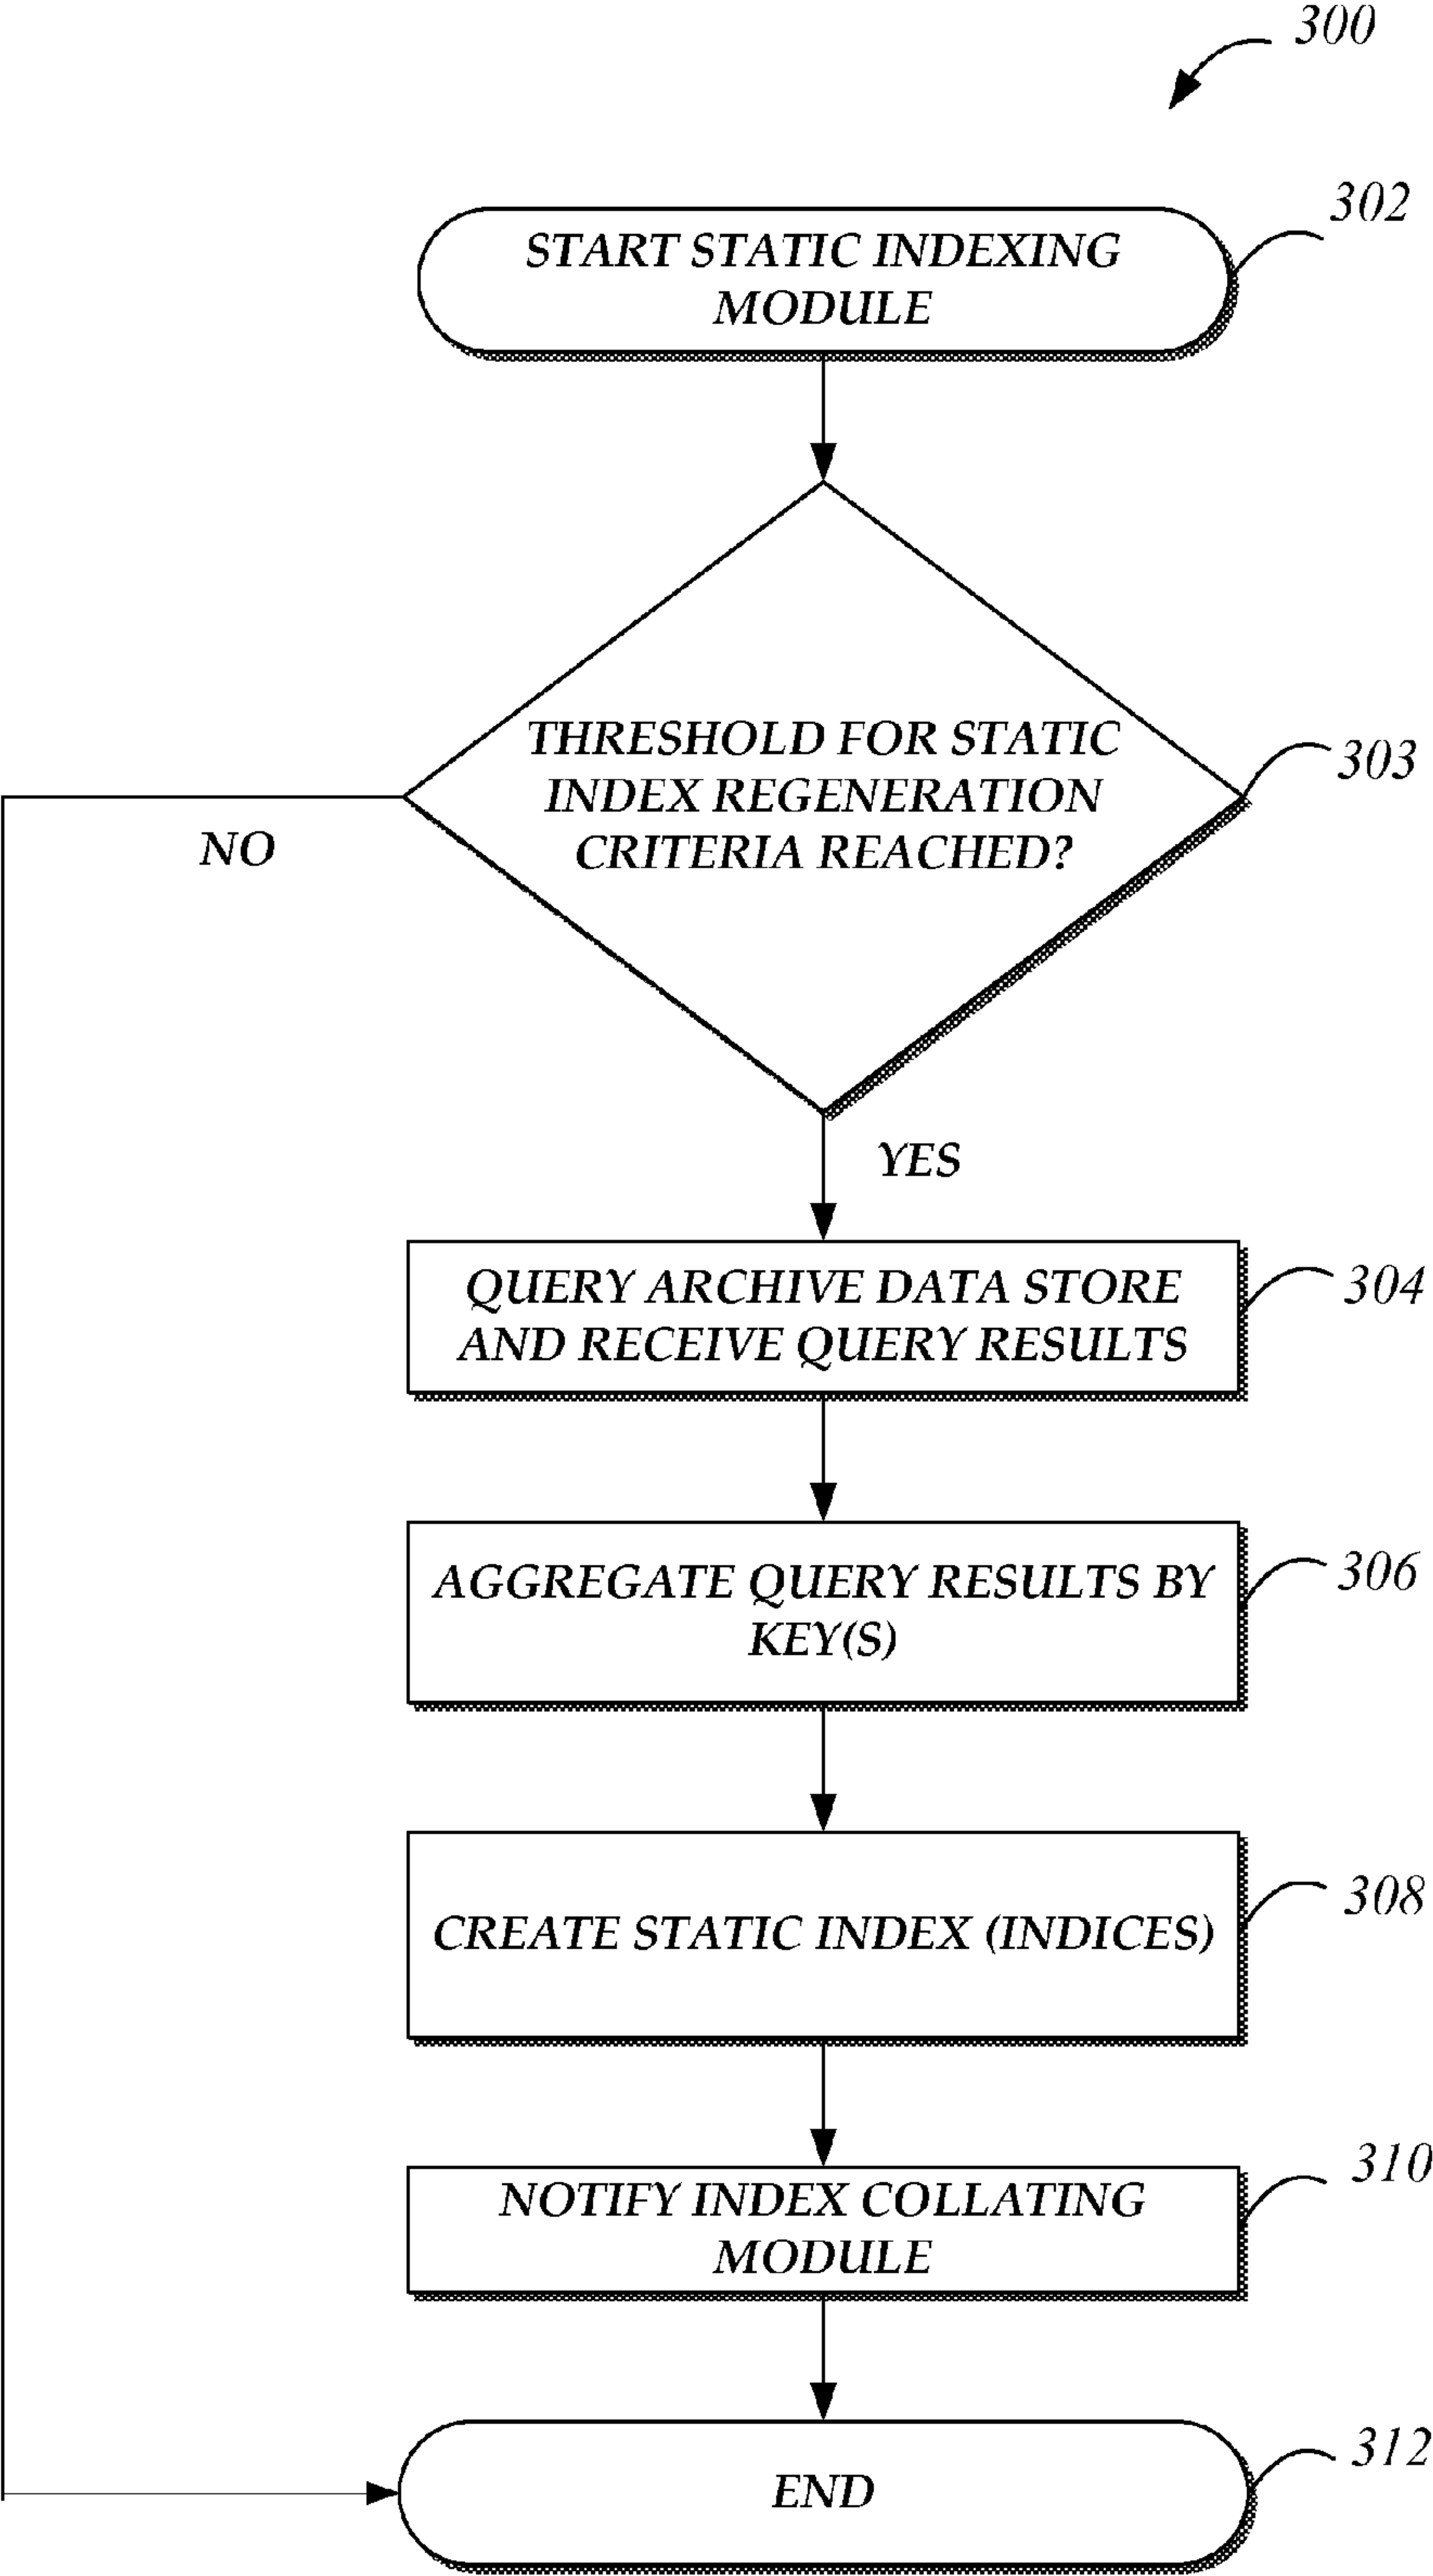 300
302
START STATIC INDEXING
MODULE
THRESHOLD FOR STATIC
INDEX REGENERATION
CRITERIA REACHED?
303
NO
YES
QUERY ARCHIVE DATA STORE
AND RECEIVE QUERY RESULTS
304
AGGREGATE QUERY RESULTS BY
KEY(S)
306
CREATE STATIC INDEX (INDICES)
308
NOTIFY INDEX COLLATING
MODULE
310
END
312